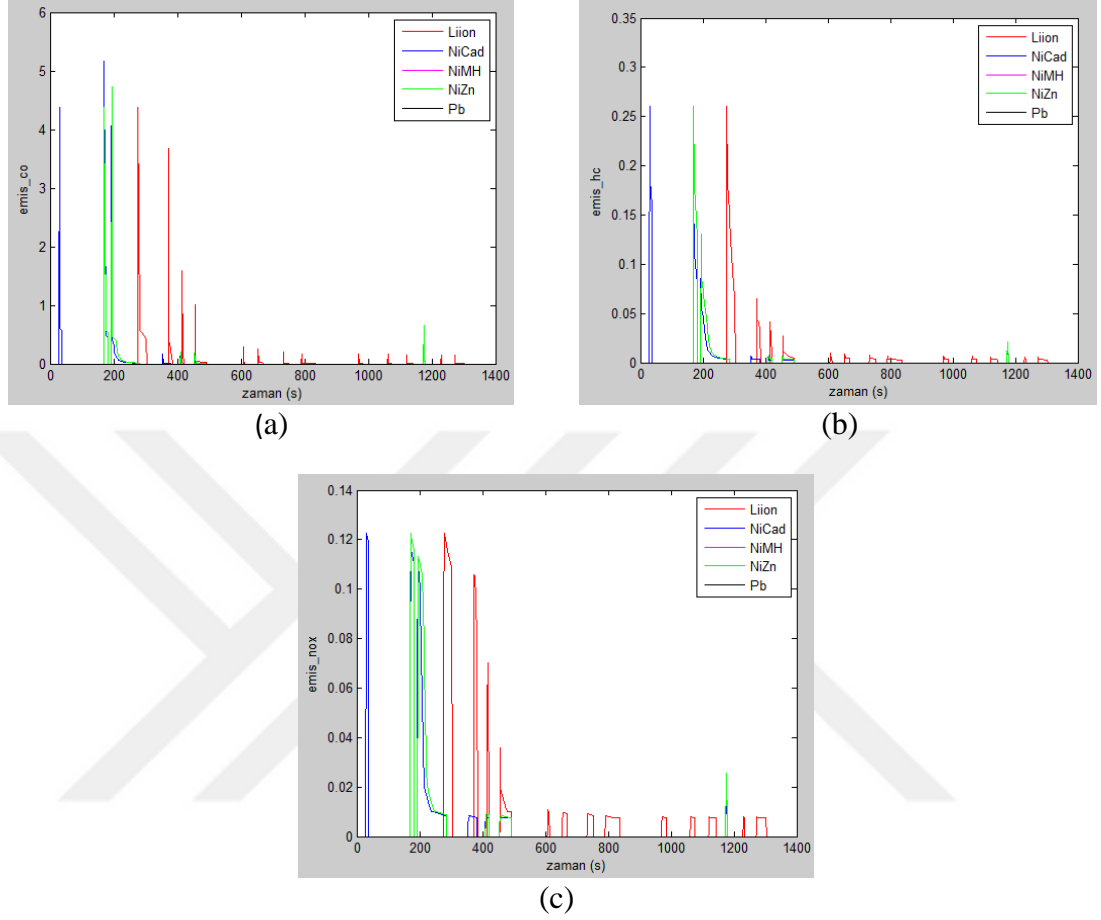 6
5
4
3
2
1
0
0 200 400 600 800 1000 1200 1400
emis_co
zaman (s)
Liion
NiCad
NiMH
NiZn
Pb
(a)
0.35
0.3
0.25
0.2
0.15
0.1
0.05
0
0 200 400 600 800 1000 1200 1400
emis_hc
zaman (s)
Liion
NiCad
NiMH
NiZn
Pb
(b)
0.14
0.12
0.1
0.08
0.06
0.04
0.02
0
0 200 400 600 800 1000 1200 1400
emis_nox
zaman (s)
Liion
NiCad
NiMH
NiZn
Pb
(c)